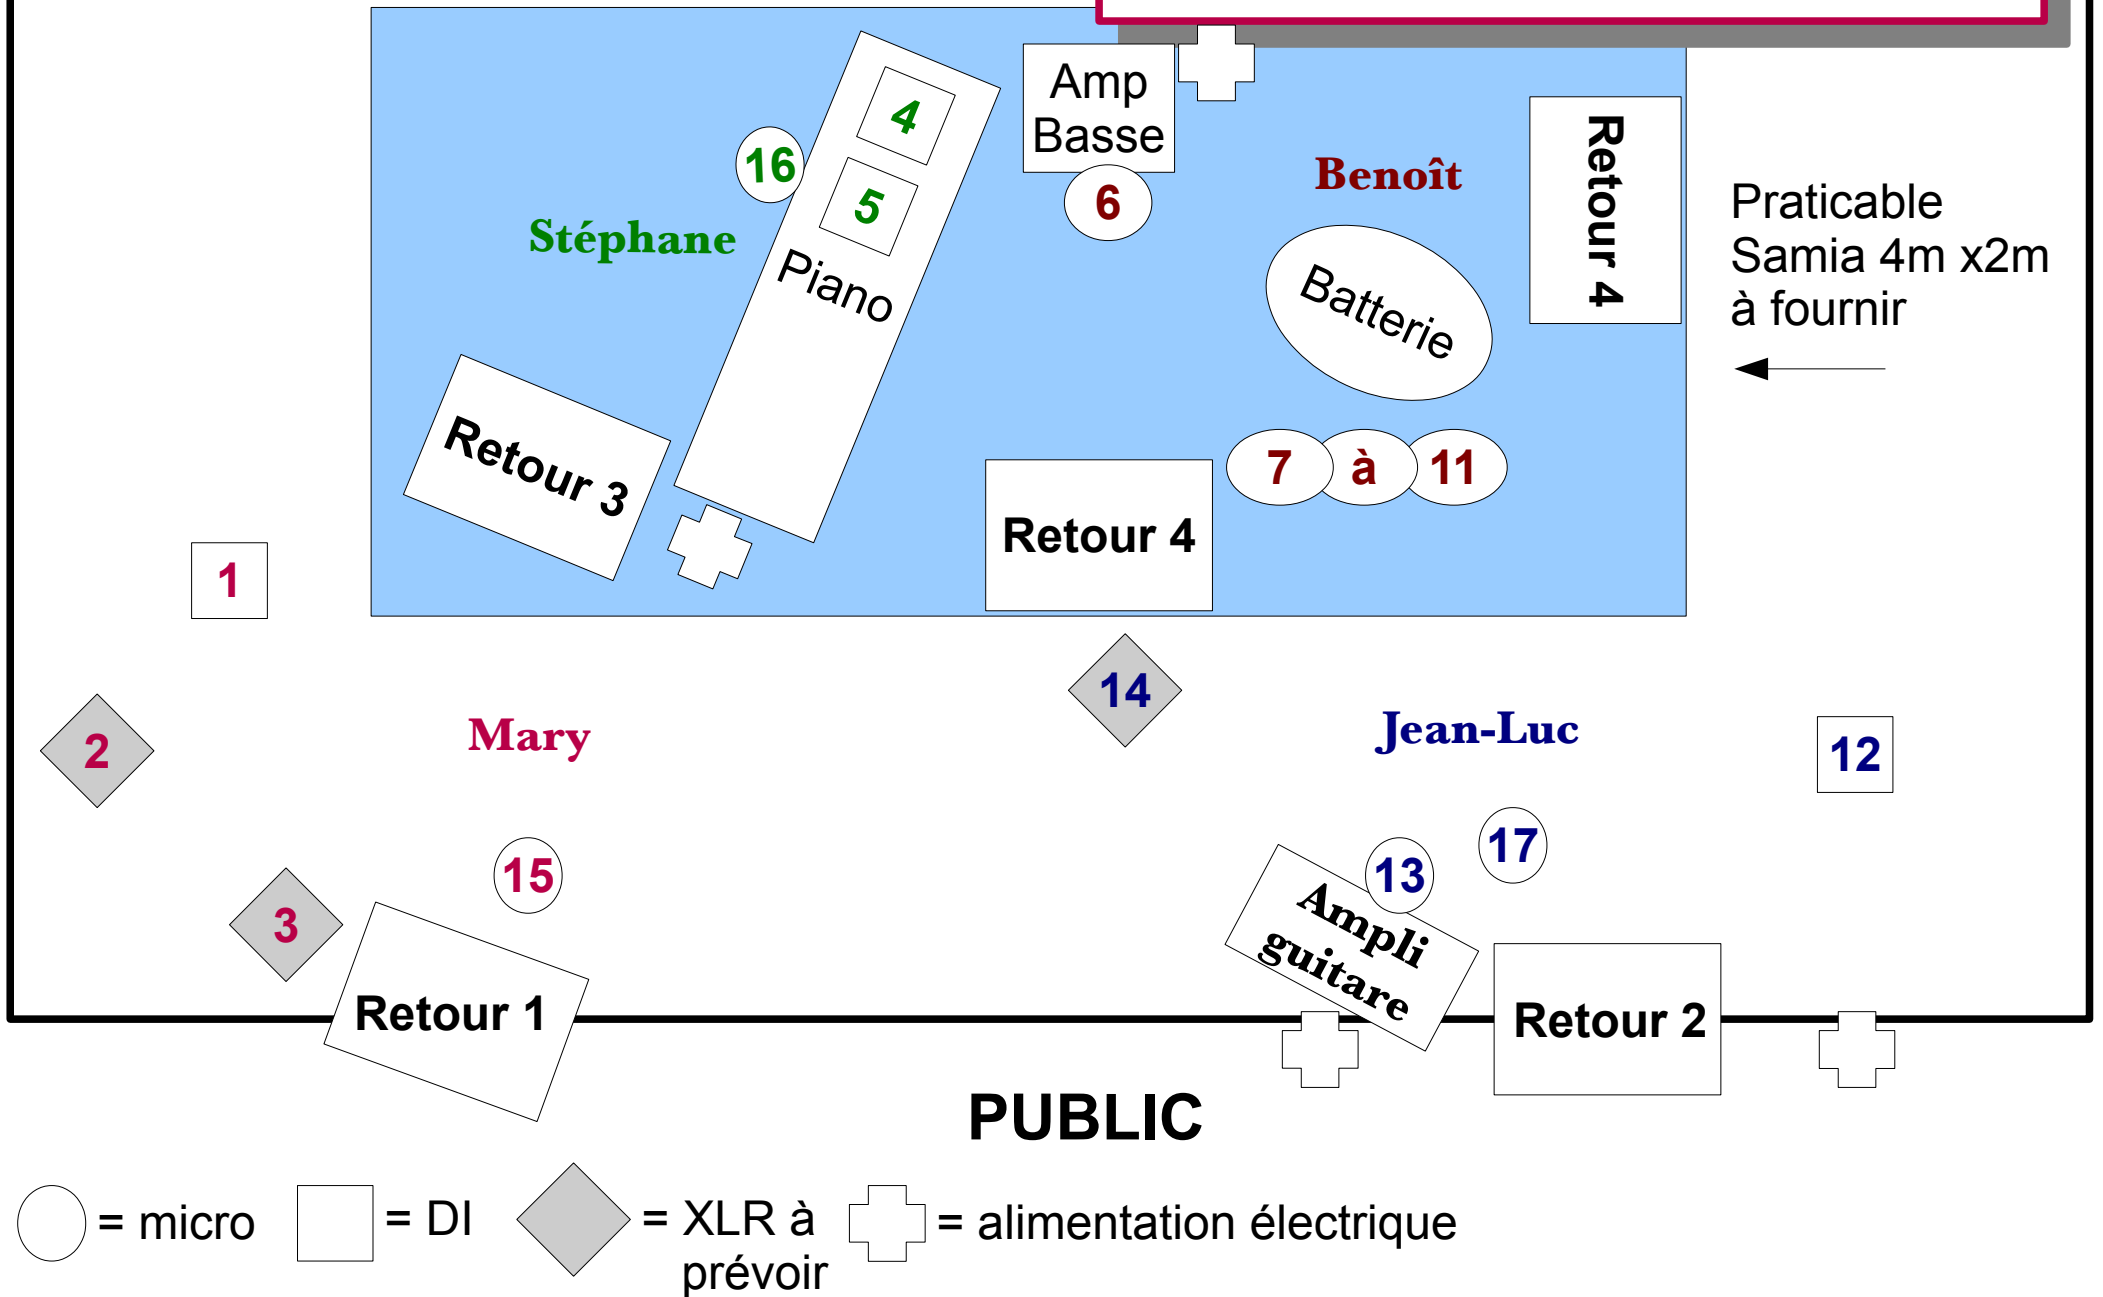 4
5
Piano
16
Stéphane
Amp
Basse
6
Benoît
Batterie
Retour 4
Praticable
Samia 4m x2m
à fournir
Retour 3
Retour 4
7 à 11
1
2
3
Mary
15
Retour 1
14
Jean-Luc
12
17
13
Ampli
guitare
Retour 2
PUBLIC
= micro
= DI
= XLR à
prévoir
= alimentation électrique